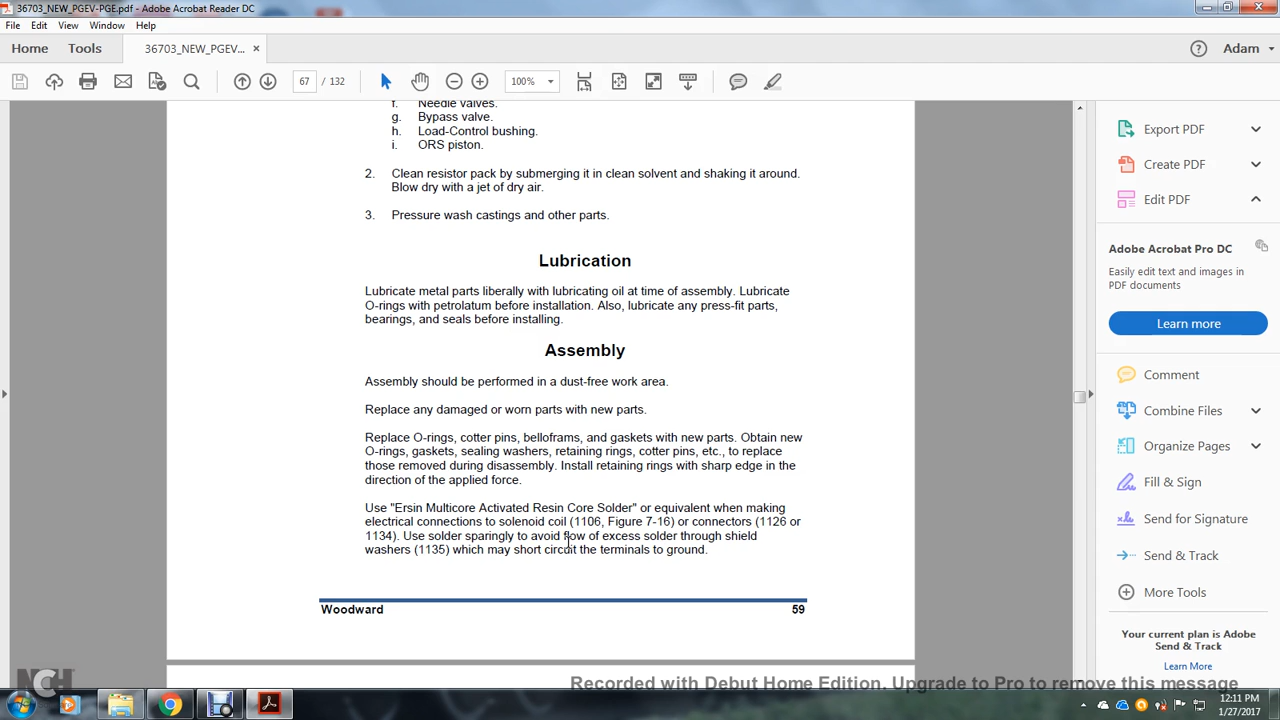 36703_NEW_PGEV-PGE.pdf - Adobe Acrobat Reader DC
File Edit View Window Help
Home Tools 36703_NEW_PGEV... × Adam
67 / 132 100%
f. Needle valves.
g. Bypass valve.
h. Load-Control bushing.
i. ORS piston.
2. Clean resistor pack by submerging it in clean solvent and shaking it around.
Blow dry with a jet of dry air.
3. Pressure wash castings and other parts.
Lubrication
Lubricate metal parts liberally with lubricating oil at time of assembly. Lubricate
O-rings with petrolatum before installation. Also, lubricate any press-fit parts,
bearings, and seals before installing.
Assembly
Assembly should be performed in a dust-free work area.
Replace any damaged or worn parts with new parts.
Replace O-rings, cotter pins, belloframs, and gaskets with new parts. Obtain new
O-rings, gaskets, sealing washers, retaining rings, cotter pins, etc., to replace
those removed during disassembly. Install retaining rings with sharp edge in the
direction of the applied force.
Use "Ersin Multicore Activated Resin Core Solder" or equivalent when making
electrical connections to solenoid coil (1106, Figure 7-16) or connectors (1126 or
1134). Use solder sparingly to avoid flow of excess solder through shield
washers (1135) which may short circuit the terminals to ground.
Woodward 59
Export PDF
Create PDF
Edit PDF
Adobe Acrobat Pro DC
Easily edit text and images in
PDF documents
Learn more
Comment
Combine Files
Organize Pages
Fill & Sign
Send for Signature
Send & Track
More Tools
Your current plan is Adobe
Send & Track
Learn More
NCH
Recorded with Debut Home Edition. Upgrade to Pro to remove this message
12:11 PM
1/27/2017